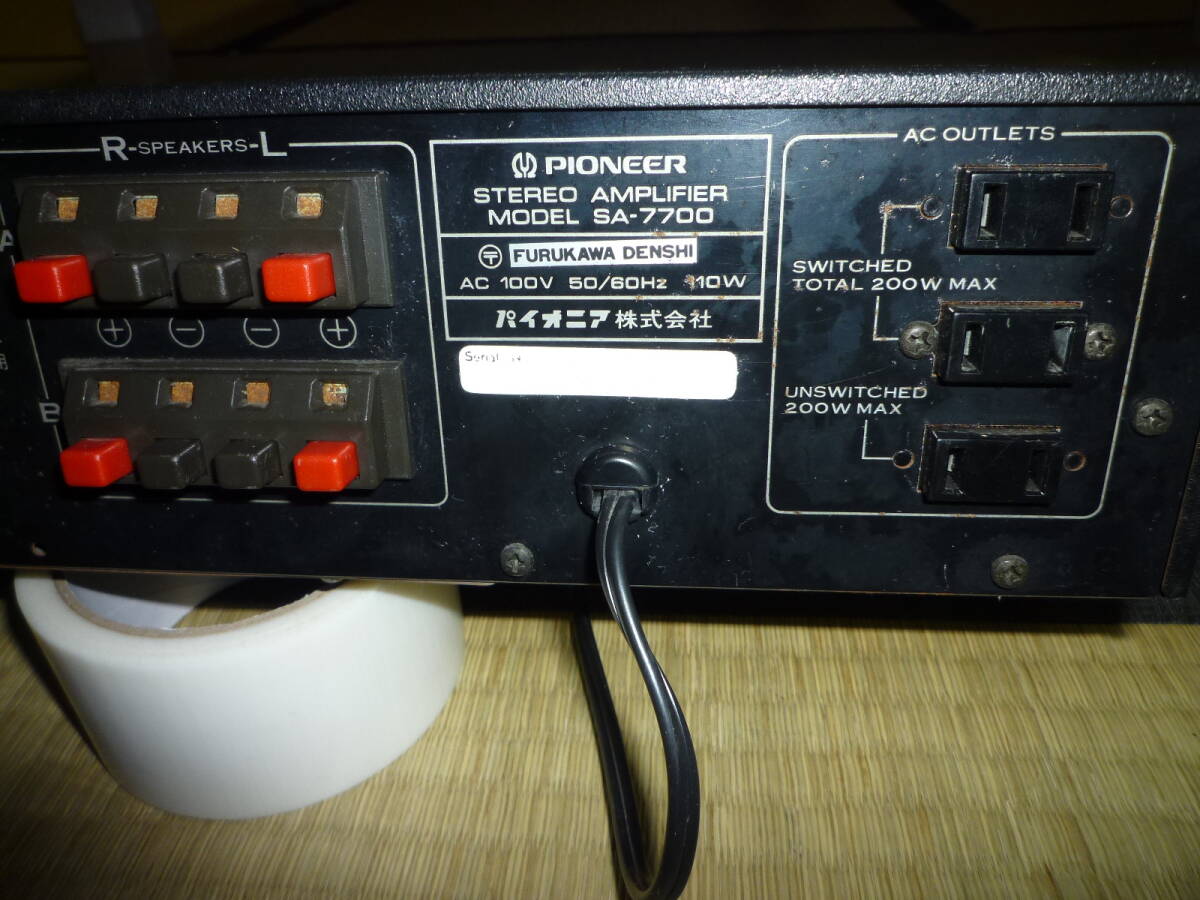 R-SPEAKERS-L
A
⊕ ⊖ ⊖ ⊕
B
PIONEER
STEREO AMPLIFIER
MODEL SA-7700
〒 FURUKAWA DENSHI
AC 100V 50/60Hz 110W
パイオニア株式会社
AC OUTLETS
SWITCHED
TOTAL 200W MAX
UNSWITCHED
200W MAX